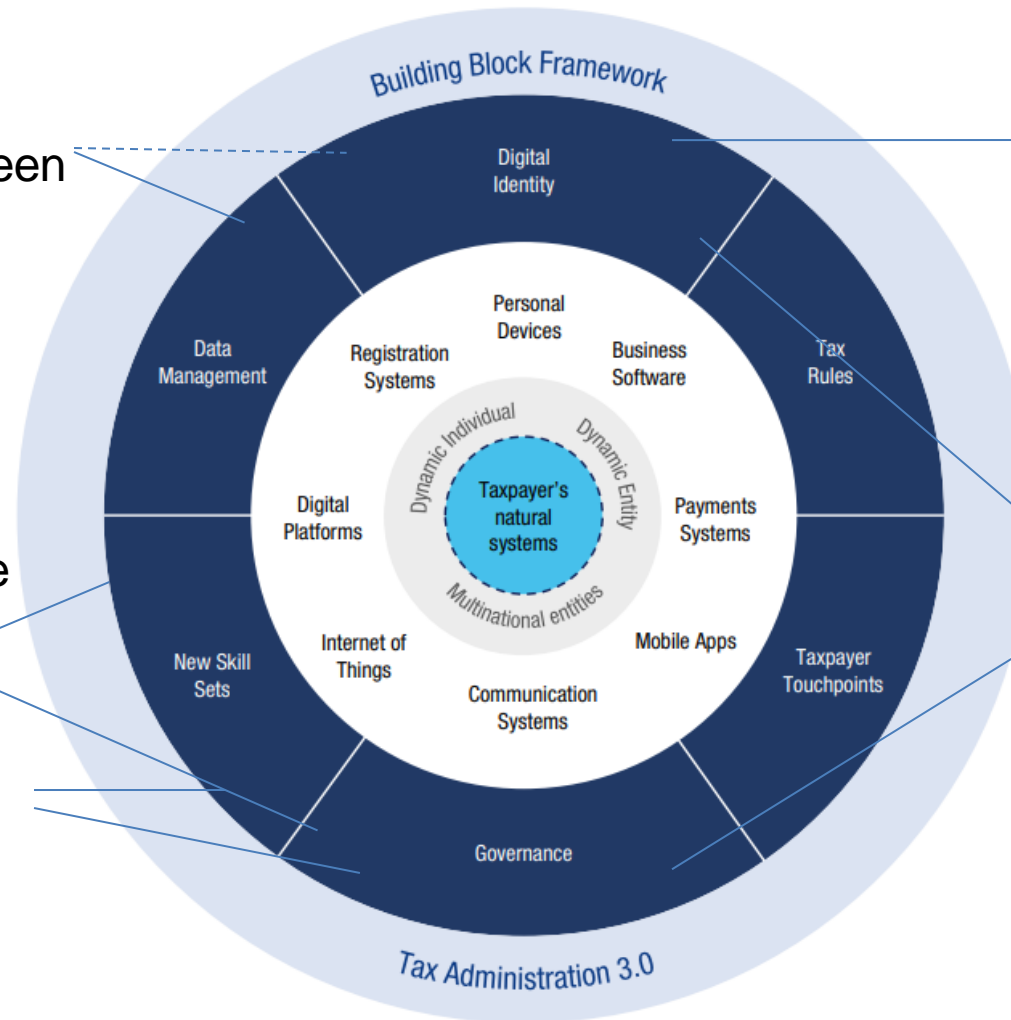 Building Block Framework
een
Digital
Identity
Personal
Devices
Registration
Systems
Business
Software
Data
Management
Tax
Rules
Dynamic Individual
Dynamic Entity
Taxpayer's
natural
systems
Digital
Platforms
Payments
Systems
e
Multinational entities
Internet of
Things
Mobile Apps
New Skill
Sets
Taxpayer
Touchpoints
Communication
Systems
Governance
Tax Administration 3.0